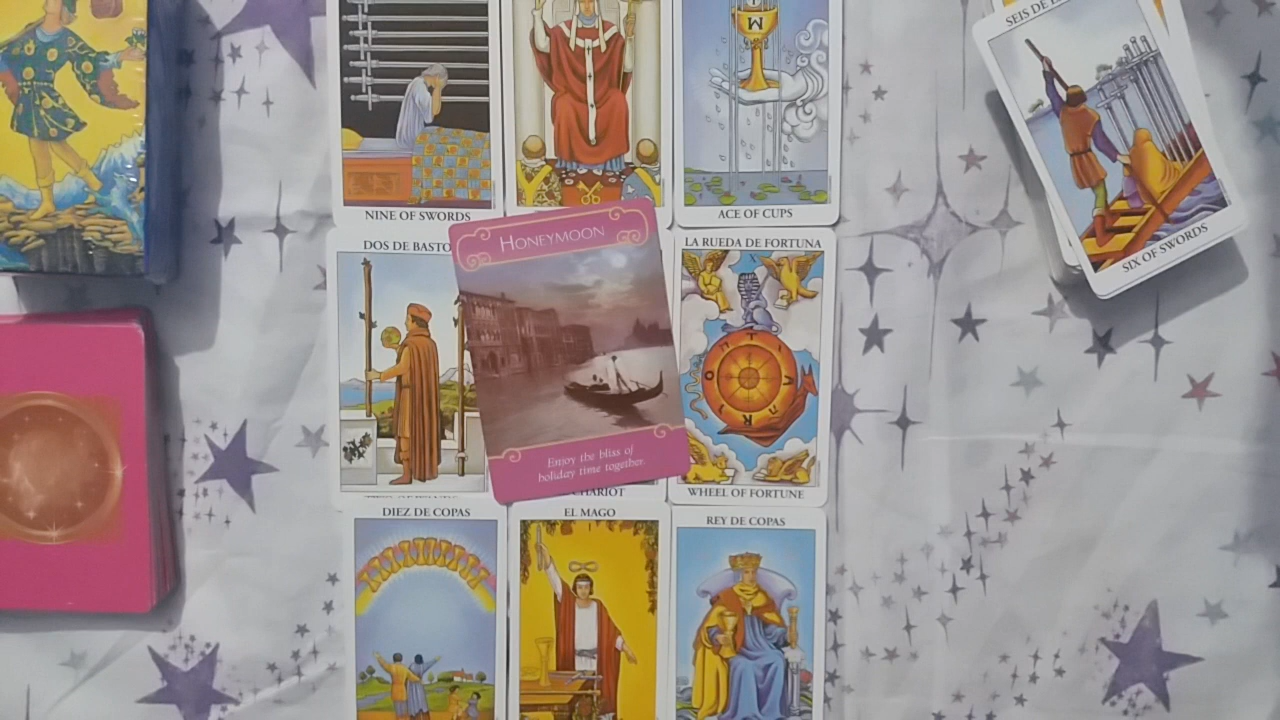 NINE OF SWORDS
ACE OF CUPS
SEIS DE
SIX OF SWORDS
DOS DE BASTO
HONEYMOON
Enjoy the bliss of
holiday time together.
CHARIOT
LA RUEDA DE FORTUNA
WHEEL OF FORTUNE
DIEZ DE COPAS
EL MAGO
REY DE COPAS